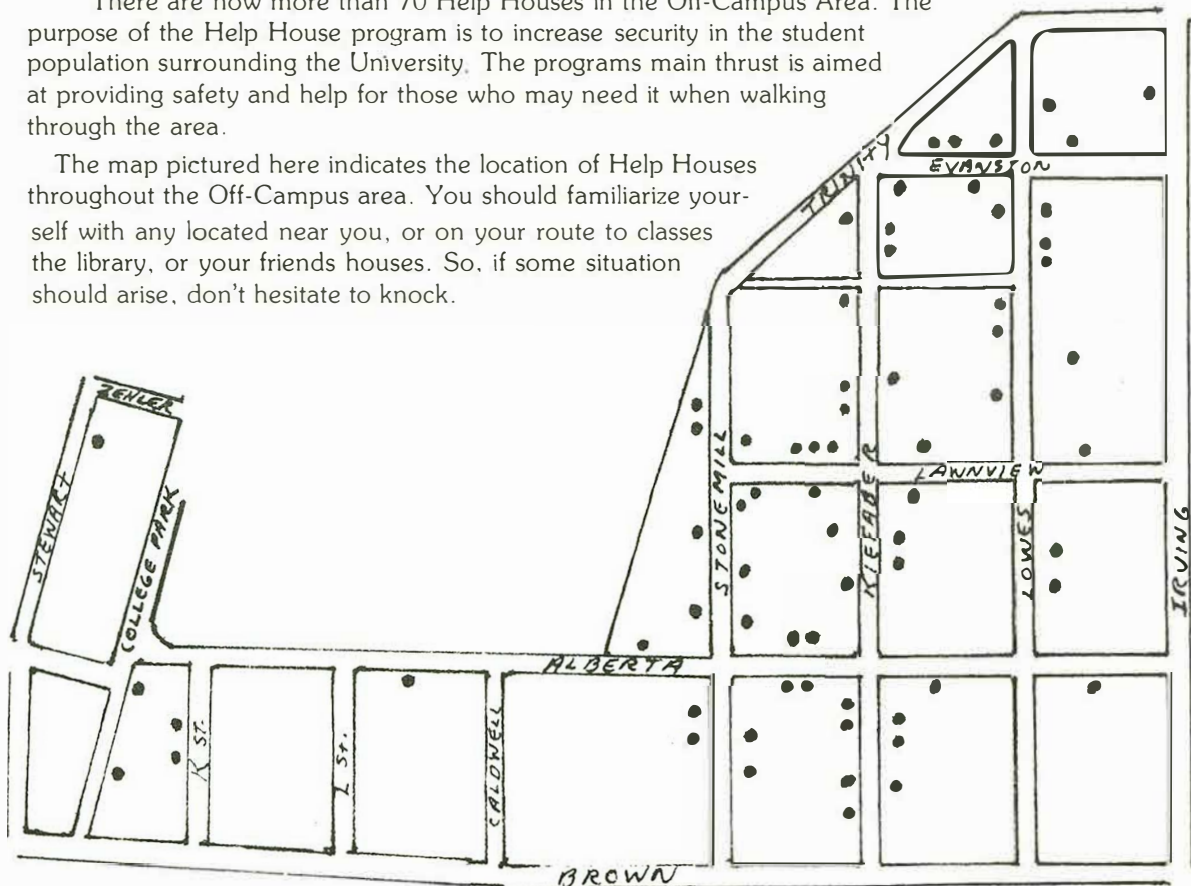 There are now more than 70 Help Houses in the Off-Campus Area. The
purpose of the Help House program is to increase security in the student
population surrounding the University. The programs main thrust is aimed
at providing safety and help for those who may need it when walking
through the area.
The map pictured here indicates the location of Help Houses
throughout the Off-Campus area. You should familiarize your-
self with any located near you, or on your route to classes
the library, or your friends houses. So, if some situation
should arise, don't hesitate to knock.
TRINITY
EVANSTON
ZEHLER
STEWART
COLLEGE PARK
STONEMILL
KIEFABER
LAWNVIEW
LOWES
IRVING
ALBERTA
K ST.
L St.
CALDWELL
BROWN